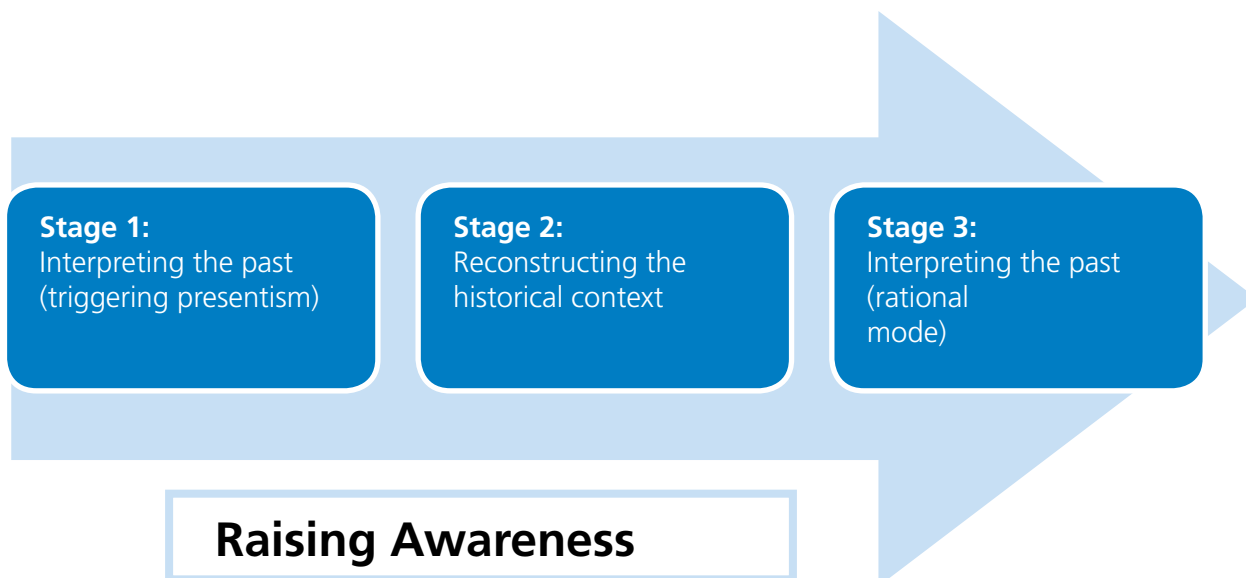 Stage 1:
Interpreting the past
(triggering presentism)
Stage 2:
Reconstructing the
historical context
Stage 3:
Interpreting the past
(rational
mode)
Raising Awareness